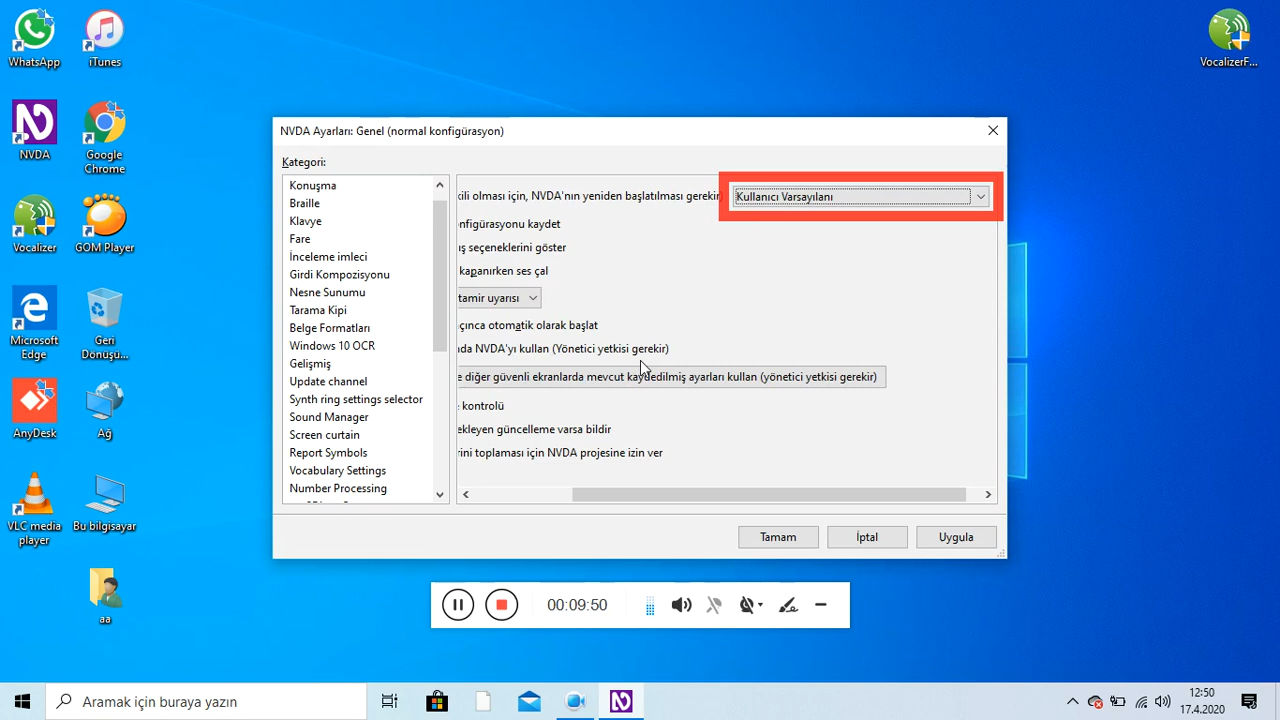 WhatsApp
iTunes
VocalizerF...
NVDA
Google
Chrome
Vocalizer
GOM Player
Microsoft
Edge
Geri
Dönüşü...
AnyDesk
Ağ
VLC media
player
Bu bilgisayar
aa
NVDA Ayarları: Genel (normal konfigürasyon)
Kategori:
Konuşma
Braille
Klavye
Fare
İnceleme imleci
Girdi Kompozisyonu
Nesne Sunumu
Tarama Kipi
Belge Formatları
Windows 10 OCR
Gelişmiş
Update channel
Synth ring settings selector
Sound Manager
Screen curtain
Report Symbols
Vocabulary Settings
Number Processing
kili olması için, NVDA'nın yeniden başlatılması gerekir)
Kullanıcı Varsayılanı
nfigürasyonu kaydet
ış seçeneklerini göster
kapanırken ses çal
tamir uyarısı
çınca otomatik olarak başlat
da NVDA'yı kullan (Yönetici yetkisi gerekir)
e diğer güvenli ekranlarda mevcut kaydedilmiş ayarları kullan (yönetici yetkisi gerekir)
kontrolü
ekleyen güncelleme varsa bildir
rini toplaması için NVDA projesine izin ver
Tamam
İptal
Uygula
00:09:50
Aramak için buraya yazın
12:50
17.4.2020